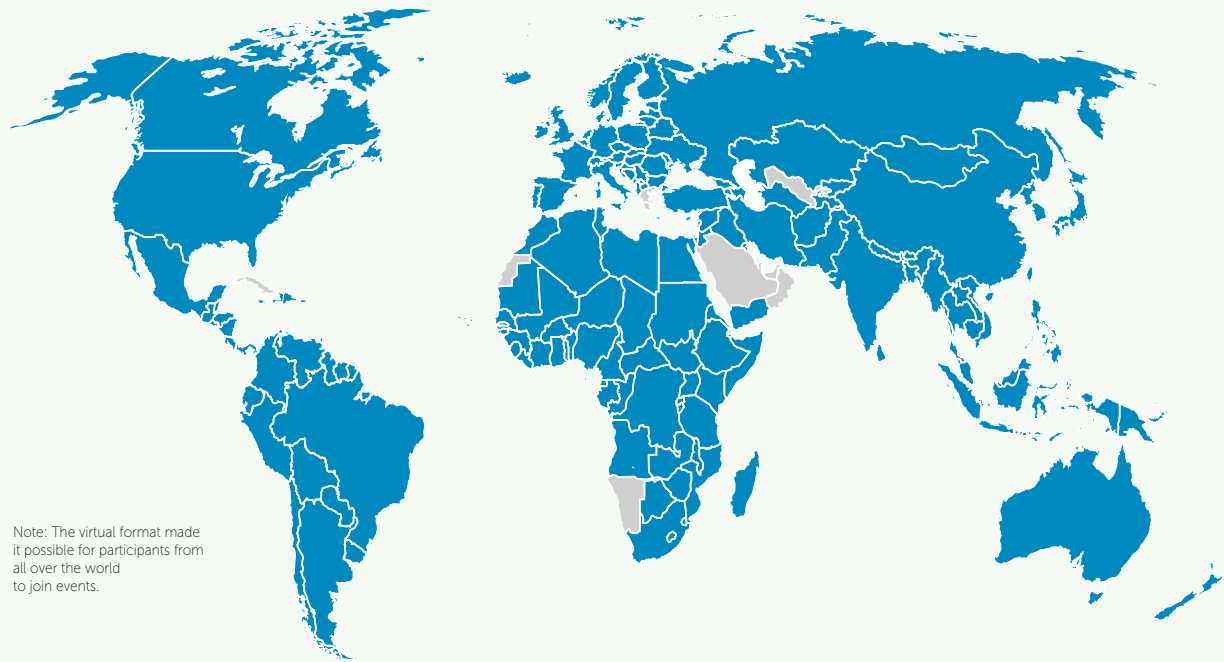 Note: The virtual format made
it possible for participants from
all over the world
to join events.